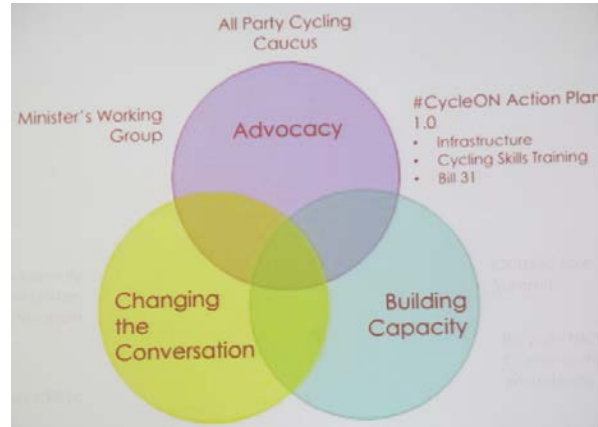 All Party Cycling
Caucus
Minister's Working
Group
#CycleON Action Plan
1.0
• Infrastructure
• Cycling Skills Training
• Bill 31
Advocacy
Changing
the
Conversation
Building
Capacity